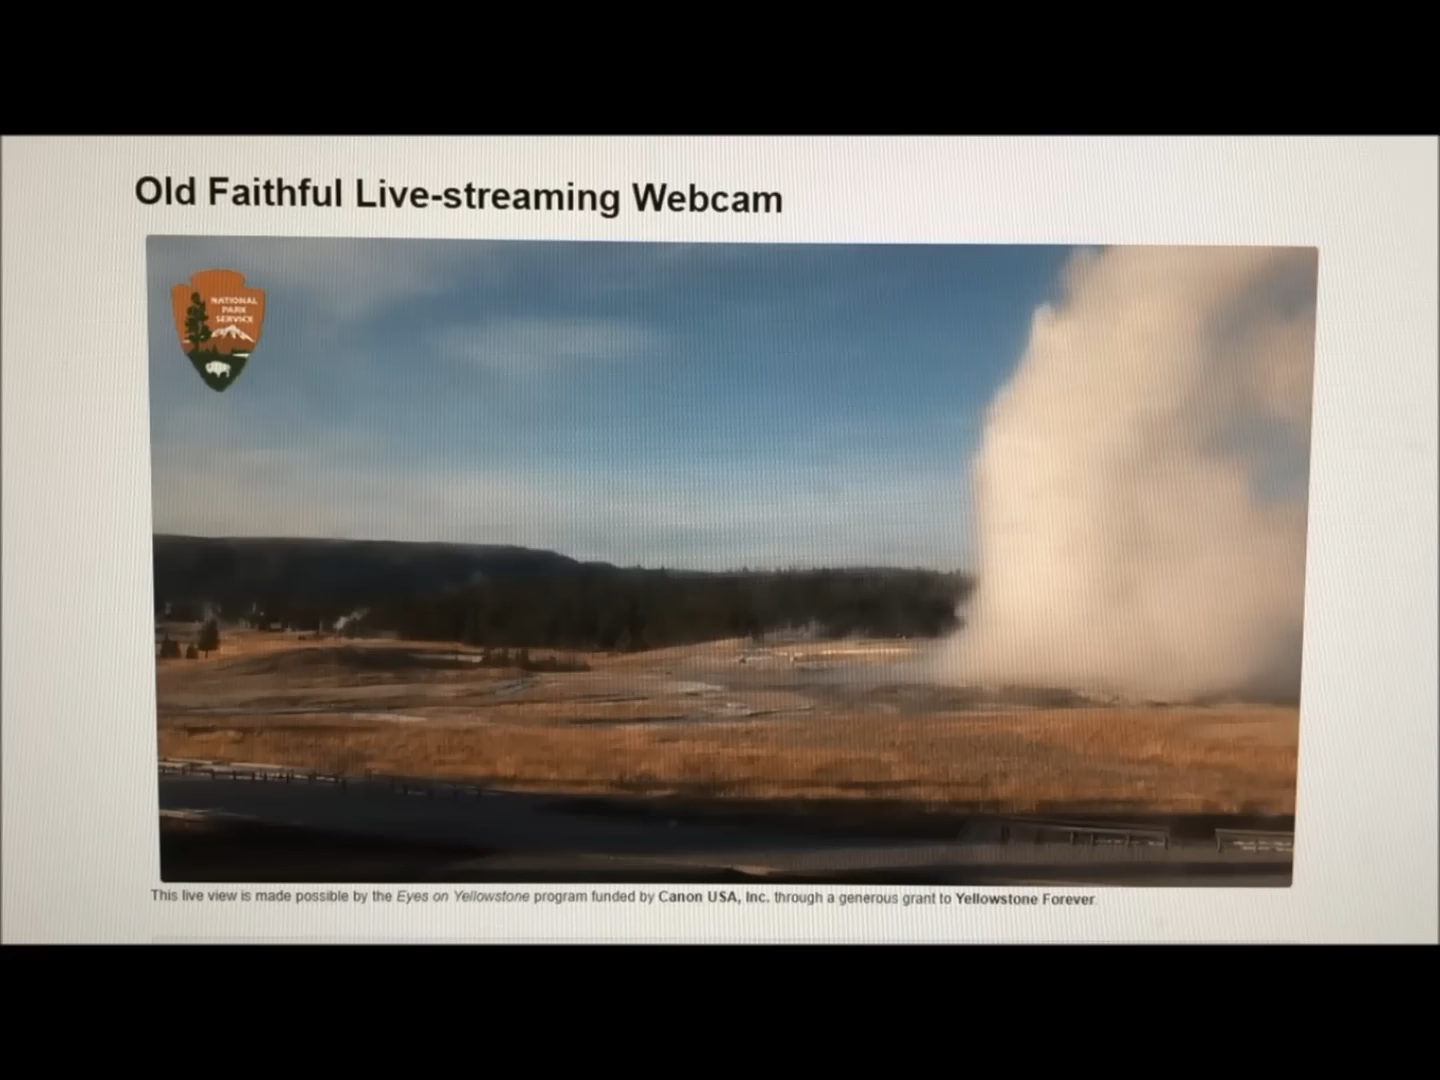 Old Faithful Live-streaming Webcam
NATIONAL
PARK
SERVICE
This live view is made possible by the Eyes on Yellowstone program funded by Canon USA, Inc. through a generous grant to Yellowstone Forever.